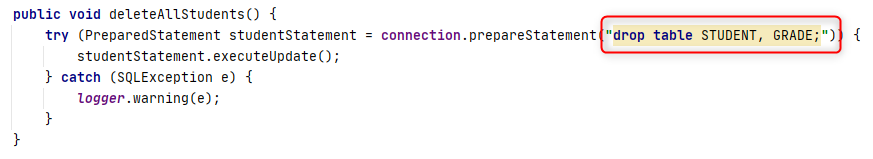 public void deleteAllStudents() {
    try (PreparedStatement studentStatement = connection.prepareStatement("drop table STUDENT, GRADE;")) {
        studentStatement.executeUpdate();
    } catch (SQLException e) {
        logger.warning(e);
    }
}